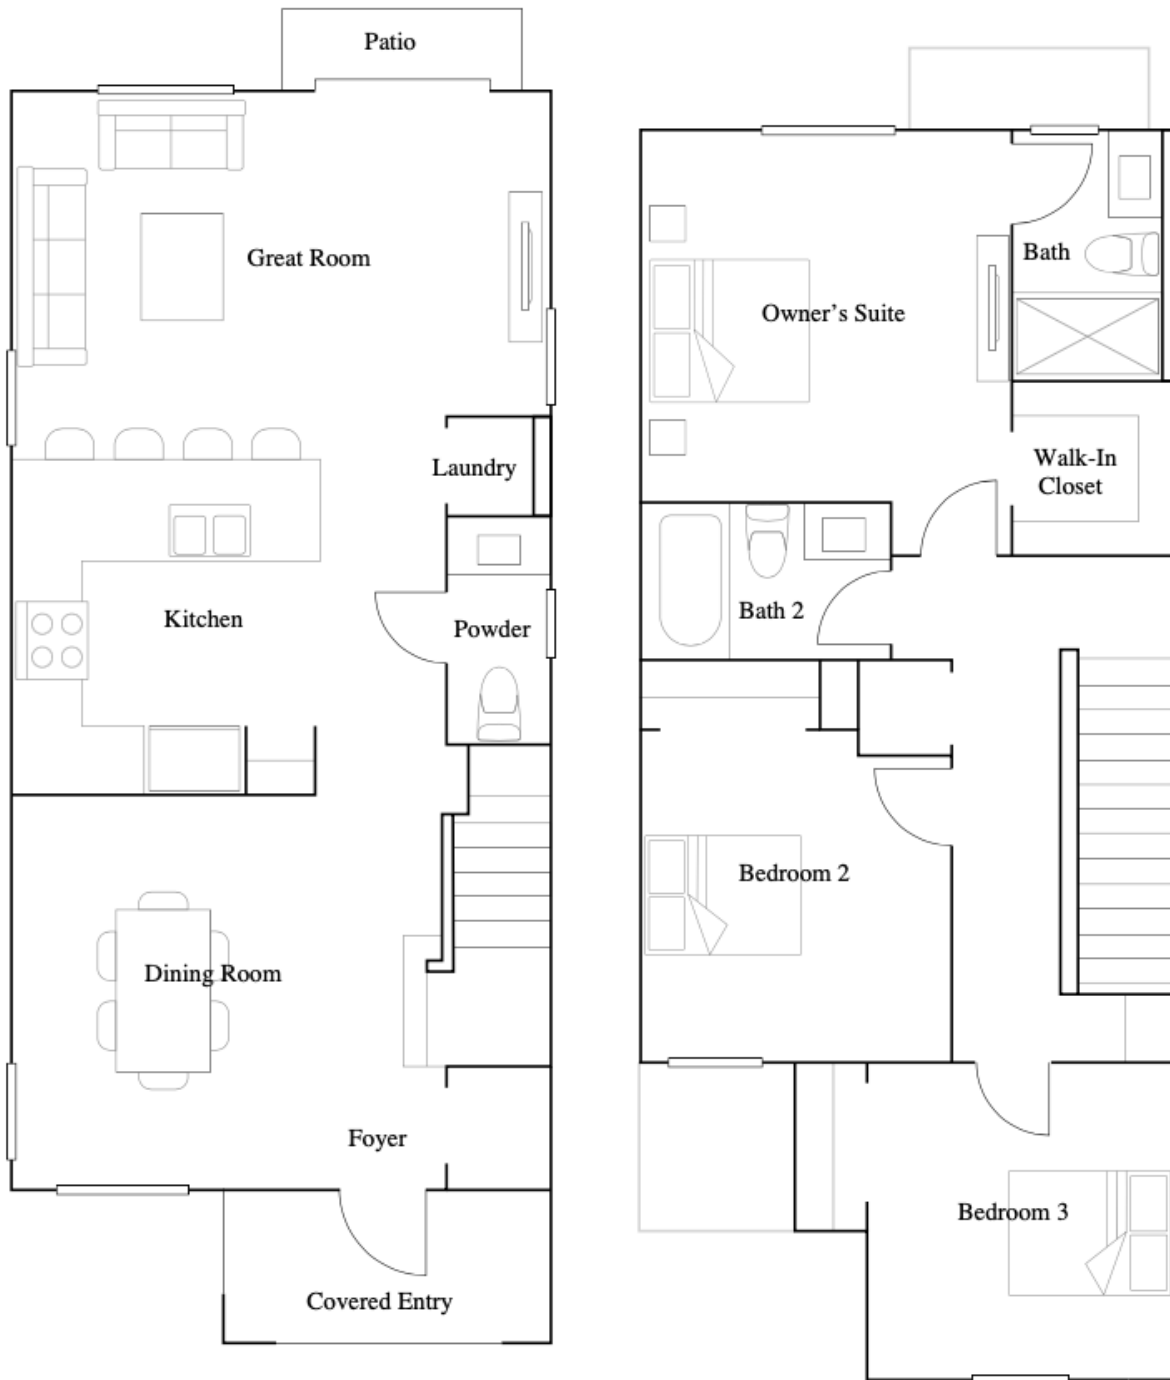 Patio
Great Room
Laundry
Kitchen
Powder
Dining Room
Foyer
Covered Entry
Bath
Owner's Suite
Walk-In
Closet
Bath 2
Bedroom 2
Bedroom 3